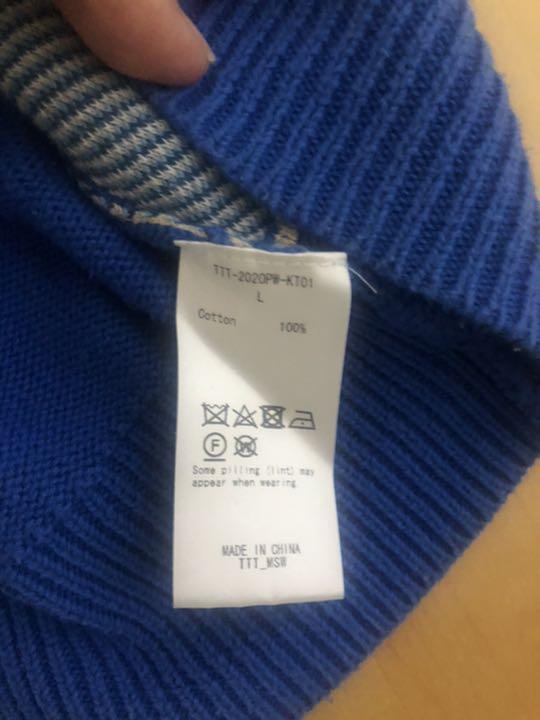 TTT-2020PW-KT01
L
Cotton 100%
F W
Some pilling (lint) may
appear when wearing.
MADE IN CHINA
TTT_MSW